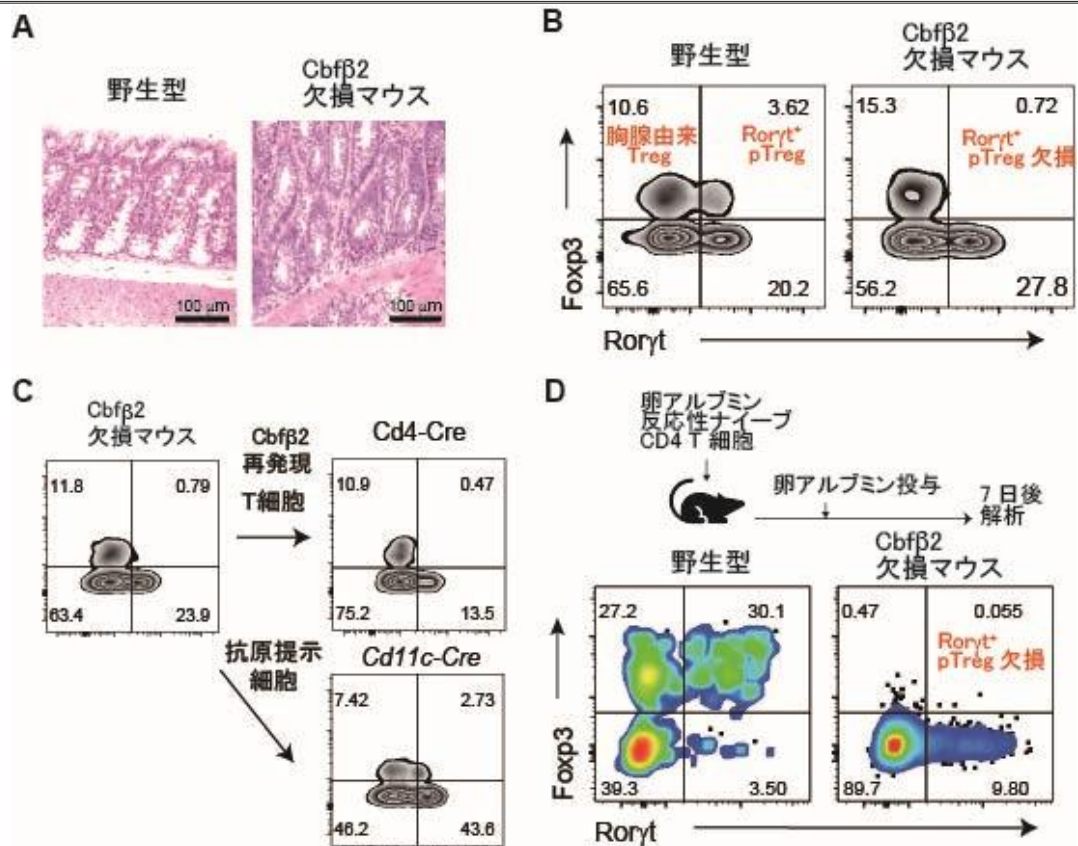 A
野生型
Cbfβ2
欠損マウス
100 μm
100 μm
B
野生型
Cbfβ2
欠損マウス
10.6
3.62
胸腺由来
Treg
Rorγt⁺
pTreg
65.6
20.2
15.3
0.72
Rorγt⁺
pTreg 欠損
56.2
27.8
Foxp3
Rorγt
C
Cbfβ2
欠損マウス
11.8
0.79
63.4
23.9
Cbfβ2
再発現
T細胞
Cd4-Cre
10.9
0.47
75.2
13.5
抗原提示
細胞
Cd11c-Cre
7.42
2.73
46.2
43.6
D
卵アルブミン
反応性ナイーブ
CD4 T 細胞
卵アルブミン投与
7 日後
解析
野生型
Cbfβ2
欠損マウス
27.2
30.1
39.3
3.50
0.47
0.055
Rorγt⁺
pTreg 欠損
89.7
9.80
Foxp3
Rorγt